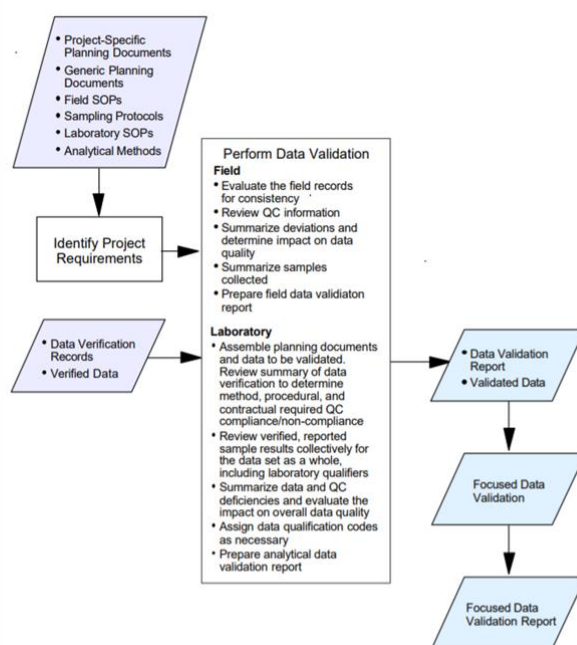 • Project-Specific
Planning Documents
• Generic Planning
Documents
• Field SOPs
• Sampling Protocols
• Laboratory SOPs
• Analytical Methods
Identify Project
Requirements
• Data Verification
Records
• Verified Data
Perform Data Validation
Field
• Evaluate the field records
for consistency
• Review QC information
• Summarize deviations and
determine impact on data
quality
• Summarize samples
collected
• Prepare field data validiaton
report
Laboratory
• Assemble planning documents
and data to be validated.
Review summary of data
verification to determine
method, procedural, and
contractual required QC
compliance/non-compliance
• Review verified, reported
sample results collectively for
the data set as a whole,
including laboratory qualifiers
• Summarize data and QC
deficiencies and evaluate the
impact on overall data quality
• Assign data qualification codes
as necessary
• Prepare analytical data
validation report
• Data Validation
Report
• Validated Data
Focused Data
Validation
Focused Data
Validation Report